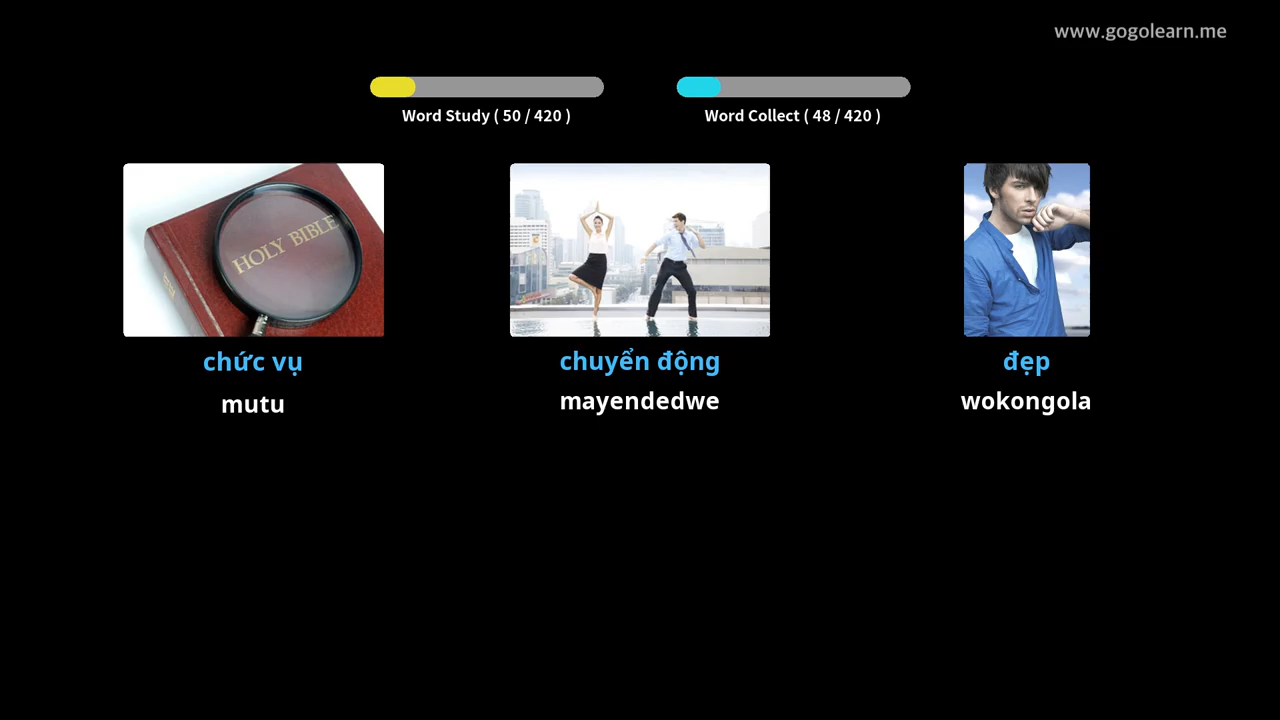 www.gogolearn.me
Word Study ( 50 / 420 )
Word Collect ( 48 / 420 )
HOLY BIBLE
chức vụ
chuyển động
đẹp
mutu
mayendedwe
wokongola